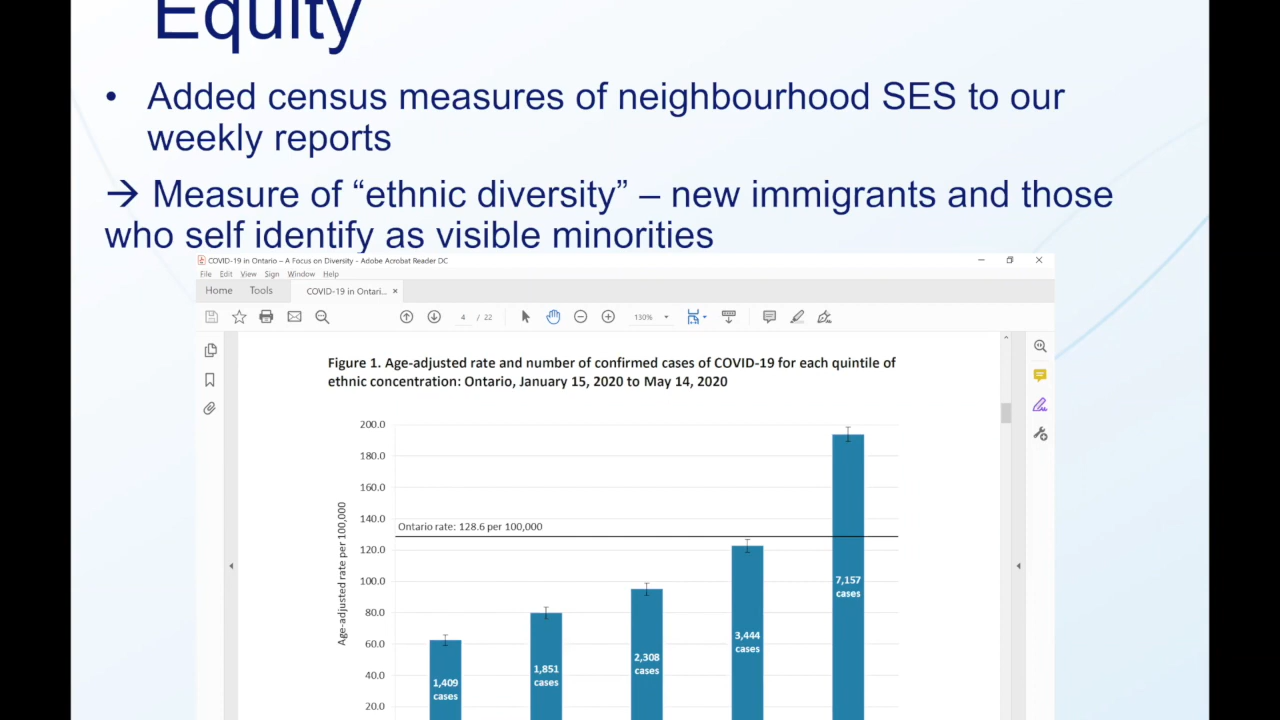 Equity
• Added census measures of neighbourhood SES to our
weekly reports
→ Measure of “ethnic diversity” – new immigrants and those
who self identify as visible minorities
COVID-19 in Ontario – A Focus on Diversity - Adobe Acrobat Reader DC
File Edit View Sign Window Help
Home Tools COVID-19 in Ontari... ×
4 / 22 130%
Figure 1. Age-adjusted rate and number of confirmed cases of COVID-19 for each quintile of
ethnic concentration: Ontario, January 15, 2020 to May 14, 2020
Age-adjusted rate per 100,000
200.0
180.0
160.0
140.0
120.0
100.0
80.0
60.0
40.0
20.0
Ontario rate: 128.6 per 100,000
1,409
cases
1,851
cases
2,308
cases
3,444
cases
7,157
cases